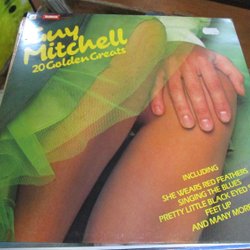 Guy
Mitchell
20 Golden Greats
INCLUDING
SHE WEARS RED FEATHERS
SINGING THE BLUES
PRETTY LITTLE BLACK EYED
FEET UP
AND MANY MORE